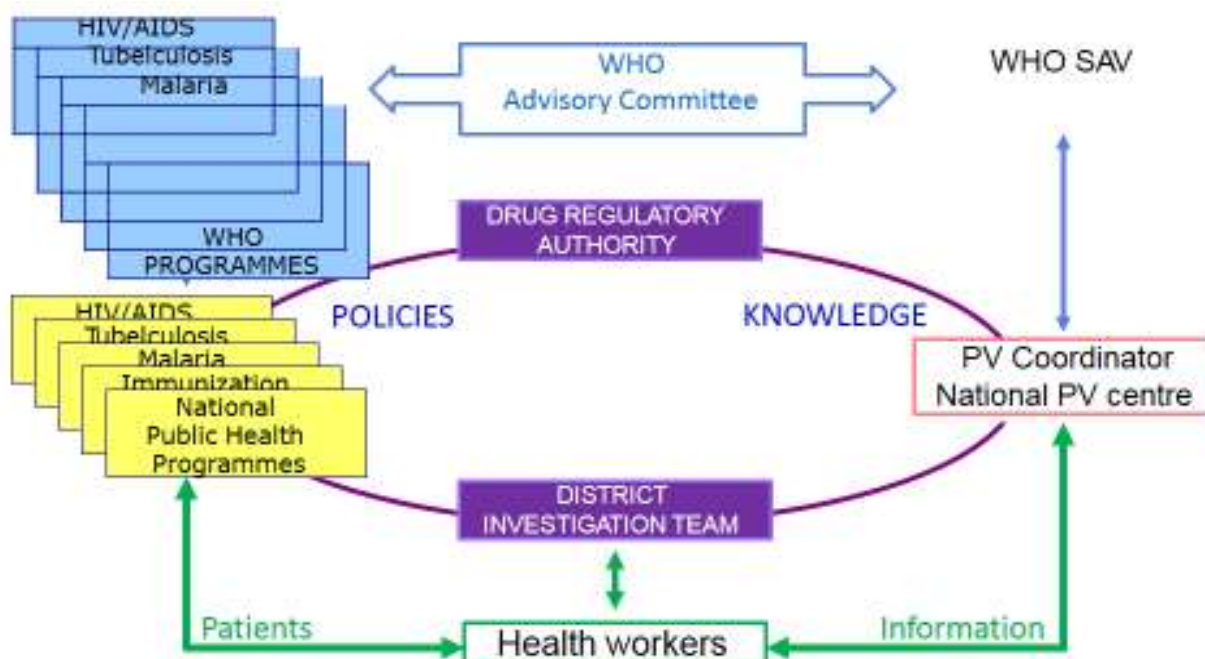 HIV/AIDS
Tubelculosis
Malaria
WHO
PROGRAMMES
WHO
Advisory Committee
WHO SAV
DRUG REGULATORY
AUTHORITY
POLICIES
KNOWLEDGE
HIV/AIDS
Tubelculosis
Malaria
Immunization
National
Public Health
Programmes
PV Coordinator
National PV centre
DISTRICT
INVESTIGATION TEAM
Patients
Health workers
Information